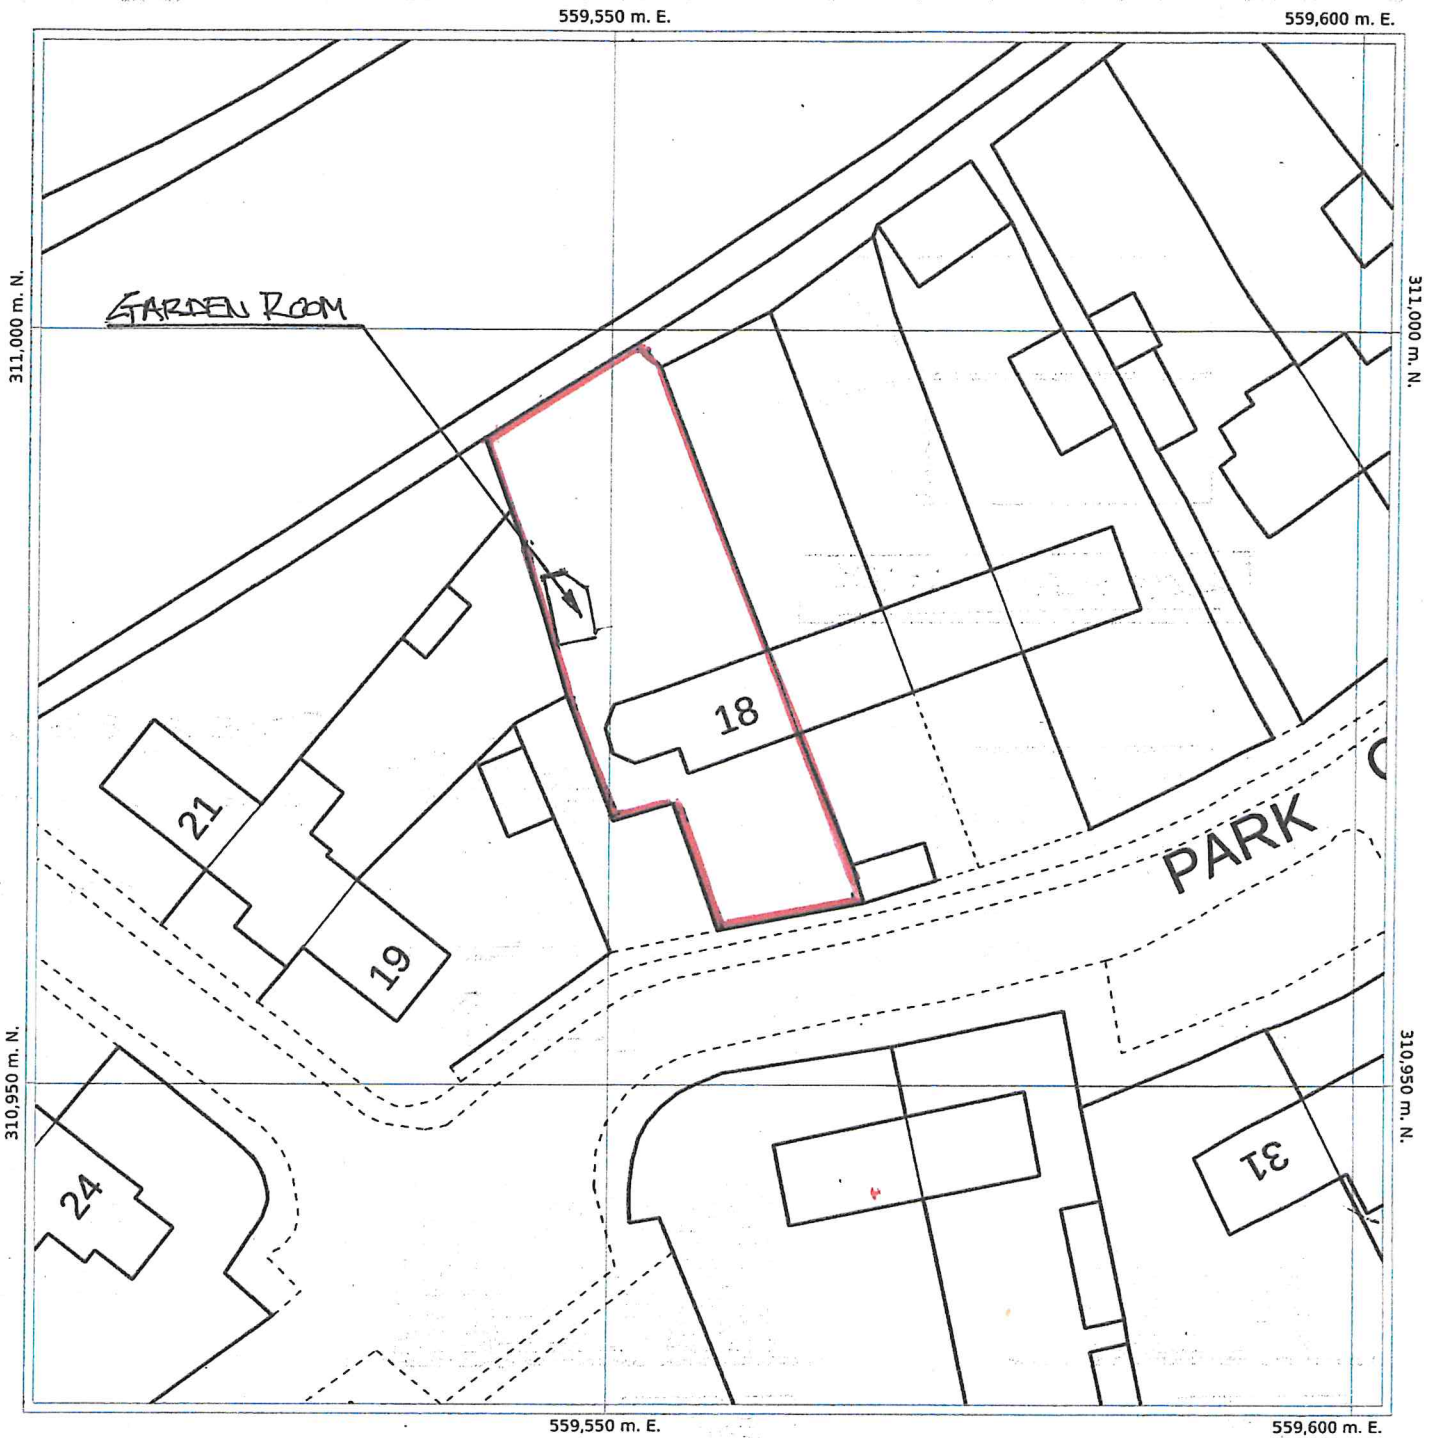 559,550 m. E.
559,600 m. E.
311,000 m. N.
311,000 m. N.
GARDEN ROOM
18
21
19
PARK
310,950 m. N.
310,950 m. N.
24
31
559,550 m. E.
559,600 m. E.